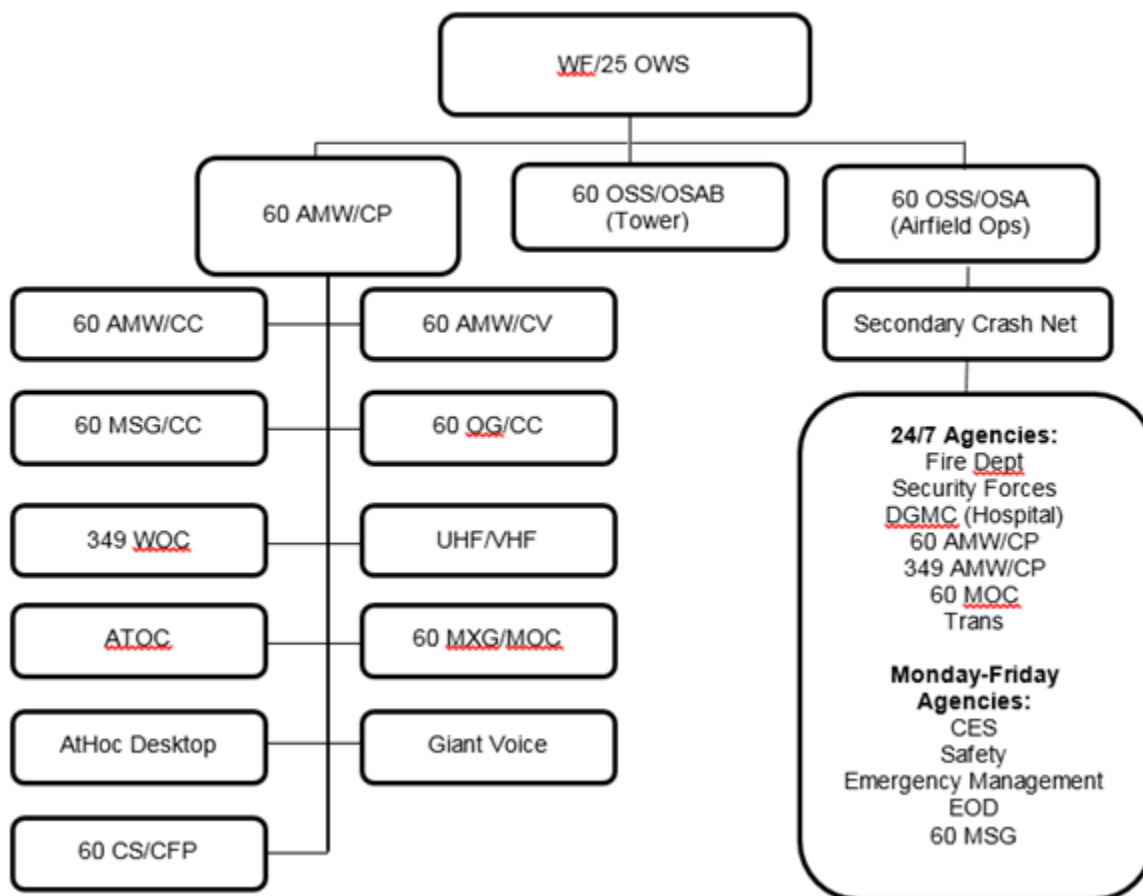 WF/25 OWS
60 AMW/CP
60 OSS/OSAB
(Tower)
60 OSS/OSA
(Airfield Ops)
60 AMW/CC
60 AMW/CV
Secondary Crash Net
60 MSG/CC
60 OG/CC
349 WOC
UHF/VHF
ATOC
60 MXG/MOC
AtHoc Desktop
Giant Voice
60 CS/CFP
24/7 Agencies:
Fire Dept
Security Forces
DGMC (Hospital)
60 AMW/CP
349 AMW/CP
60 MOC
Trans
Monday-Friday
Agencies:
CES
Safety
Emergency Management
EOD
60 MSG